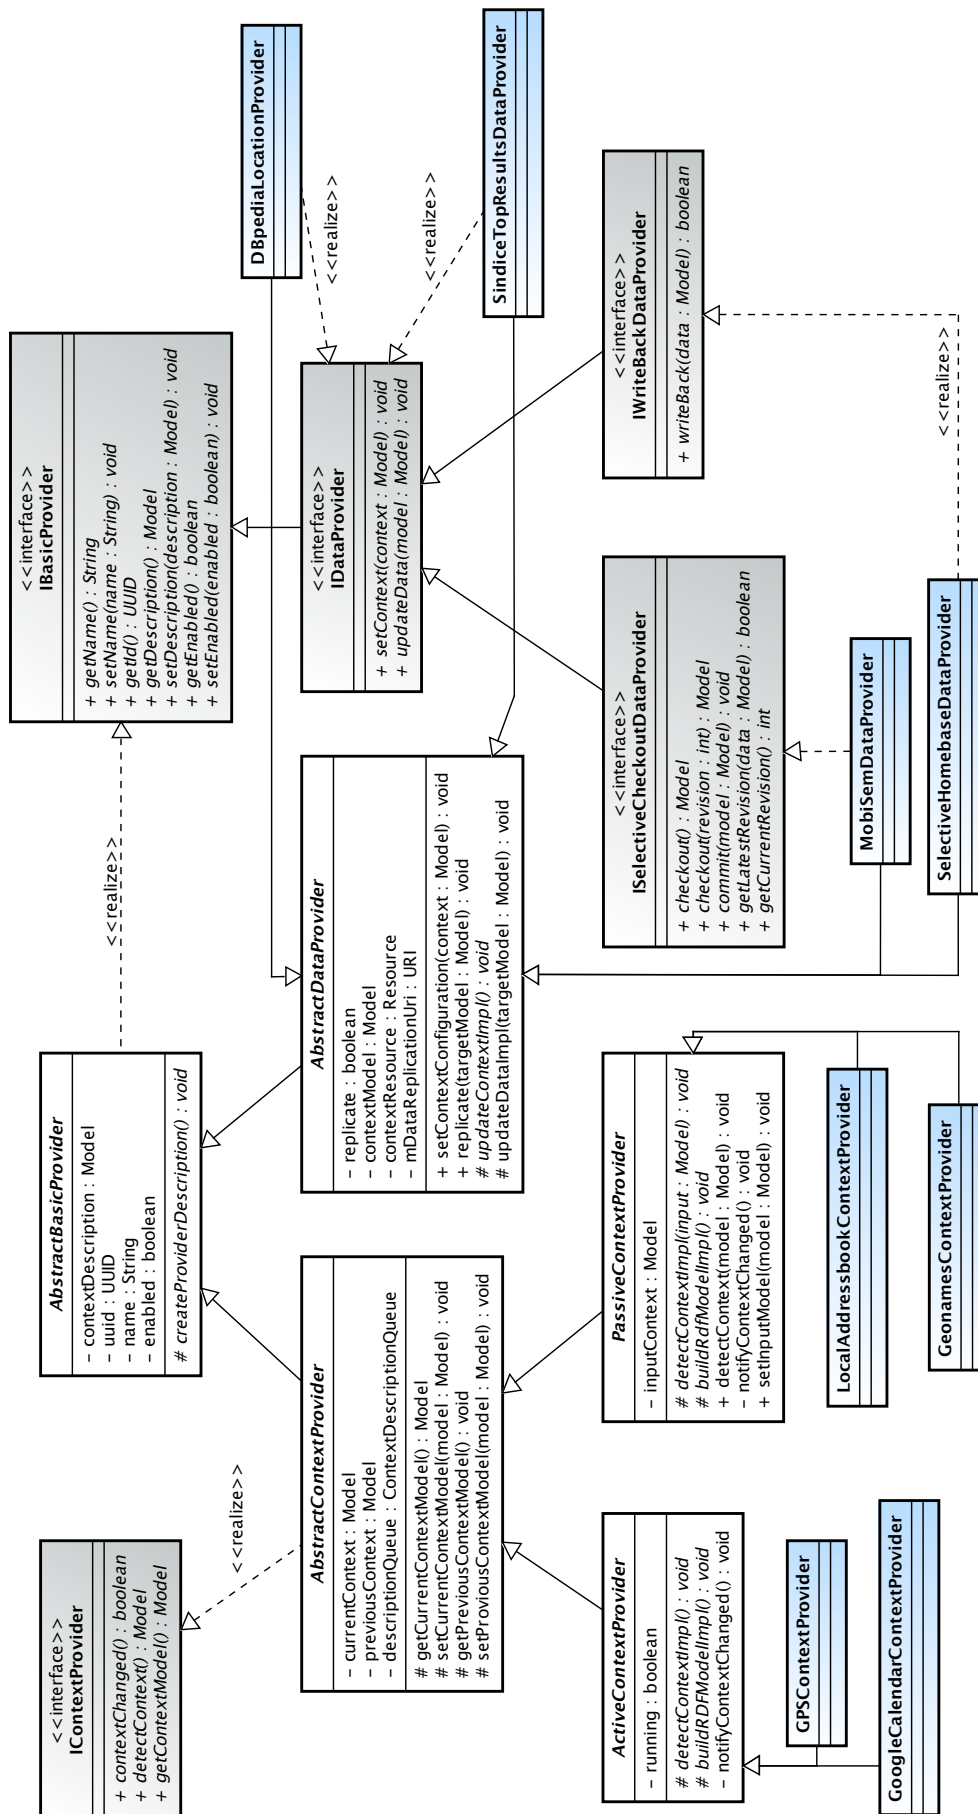 <<interface>>
IContextProvider
+ contextChanged() : boolean
+ detectContext() : Model
+ getContextModel() : Model
<<realize>>
AbstractBasicProvider
- contextDescription : Model
- uuid : UUID
- name : String
- enabled : boolean
# createProviderDescription() : void
<<realize>>
<<interface>>
IBasicProvider
+ getName() : String
+ setName(name : String) : void
+ getId() : UUID
+ getDescription() : Model
+ setDescription(description : Model) : void
+ getEnabled() : boolean
+ setEnabled(enabled : boolean) : void
DBpediaLocationProvider
<<realize>>
AbstractContextProvider
- currentContext : Model
- previousContext : Model
- descriptionQueue : ContextDescriptionQueue
# getCurrentContextModel() : Model
# setCurrentContextModel(model : Model) : void
# getPreviousContextModel() : void
# setProviousContextModel(model : Model) : void
AbstractDataProvider
- replicate : boolean
- contextModel : Model
- contextResource : Resource
- mDataReplicationUri : URI
+ setContextConfiguration(context : Model) : void
+ replicate(targetModel : Model) : void
# updateContextImpl() : void
# updateDataImpl(targetModel : Model) : void
<<interface>>
IDataProvider
+ setContext(context : Model) : void
+ updateData(model : Model) : void
<<realize>>
SindiceTopResultsDataProvider
ActiveContextProvider
- running : boolean
# detectContextImpl() : void
# buildRDFModelImpl() : void
- notifyContextChanged() : void
PassiveContextProvider
- inputContext : Model
# detectContextImpl(input : Model) : void
# buildRdfModelImpl() : void
+ detectContext(model : Model) : void
- notifyContextChanged() : void
+ setInputModel(model : Model) : void
<<interface>>
ISelectiveCheckoutDataProvider
+ checkout() : Model
+ checkout(revision : int) : Model
+ commit(model : Model) : void
+ getLatestRevision(data : Model) : boolean
+ getCurrentRevision() : int
<<interface>>
IWriteBackDataProvider
+ writeBack(data : Model) : boolean
GPSContextProvider
GoogleCalendarContextProvider
LocalAddressbookContextProvider
GeonamesContextProvider
MobiSemDataProvider
SelectiveHomebaseDataProvider
<<realize>>